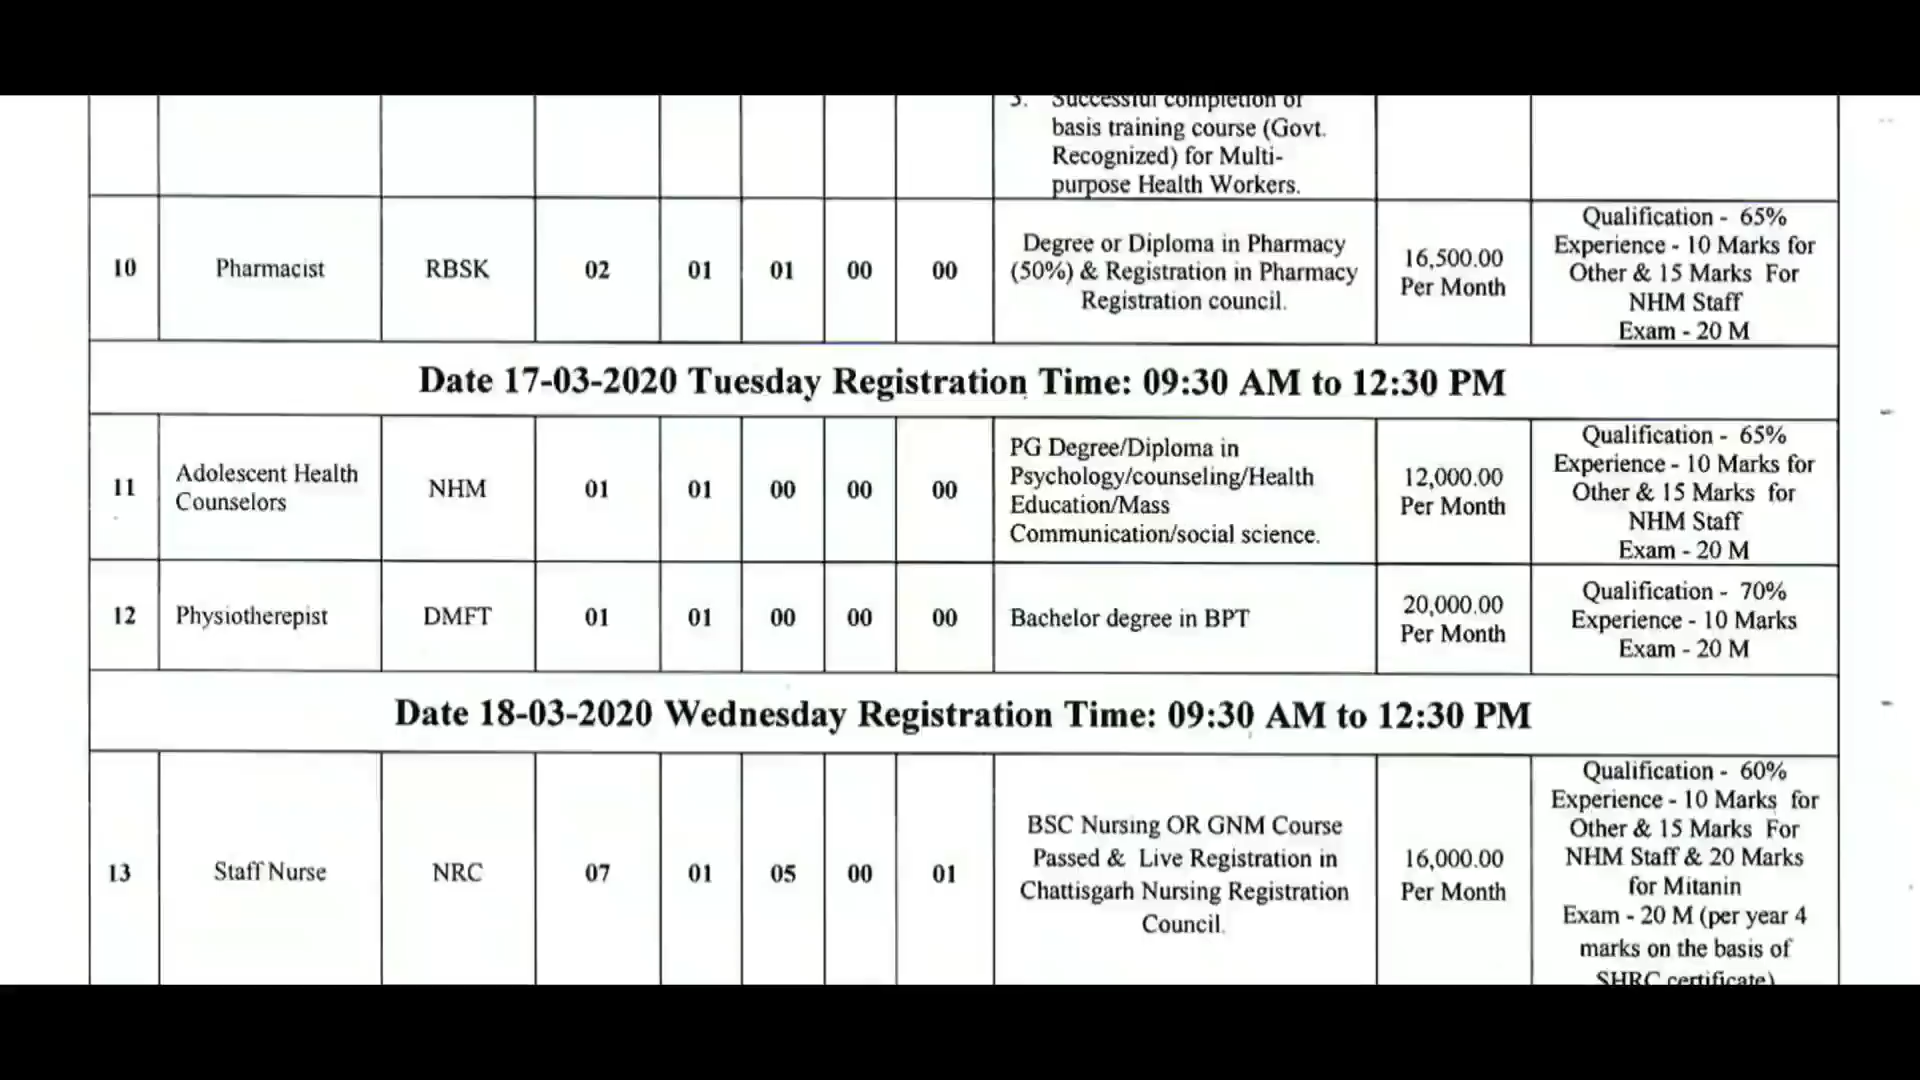 3. Successful completion of
basis training course (Govt.
Recognized) for Multi-
purpose Health Workers.
10 Pharmacist RBSK 02 01 01 00 00
Degree or Diploma in Pharmacy
(50%) & Registration in Pharmacy
Registration council.
16,500.00
Per Month
Qualification - 65%
Experience - 10 Marks for
Other & 15 Marks For
NHM Staff
Exam - 20 M
Date 17-03-2020 Tuesday Registration Time: 09:30 AM to 12:30 PM
11
Adolescent Health
Counselors
NHM 01 01 00 00 00
PG Degree/Diploma in
Psychology/counseling/Health
Education/Mass
Communication/social science.
12,000.00
Per Month
Qualification - 65%
Experience - 10 Marks for
Other & 15 Marks for
NHM Staff
Exam - 20 M
12 Physiotherepist DMFT 01 01 00 00 00 Bachelor degree in BPT
20,000.00
Per Month
Qualification - 70%
Experience - 10 Marks
Exam - 20 M
Date 18-03-2020 Wednesday Registration Time: 09:30 AM to 12:30 PM
13 Staff Nurse NRC 07 01 05 00 01
BSC Nursing OR GNM Course
Passed & Live Registration in
Chattisgarh Nursing Registration
Council.
16,000.00
Per Month
Qualification - 60%
Experience - 10 Marks for
Other & 15 Marks For
NHM Staff & 20 Marks
for Mitanin
Exam - 20 M (per year 4
marks on the basis of
SHRC certificate)